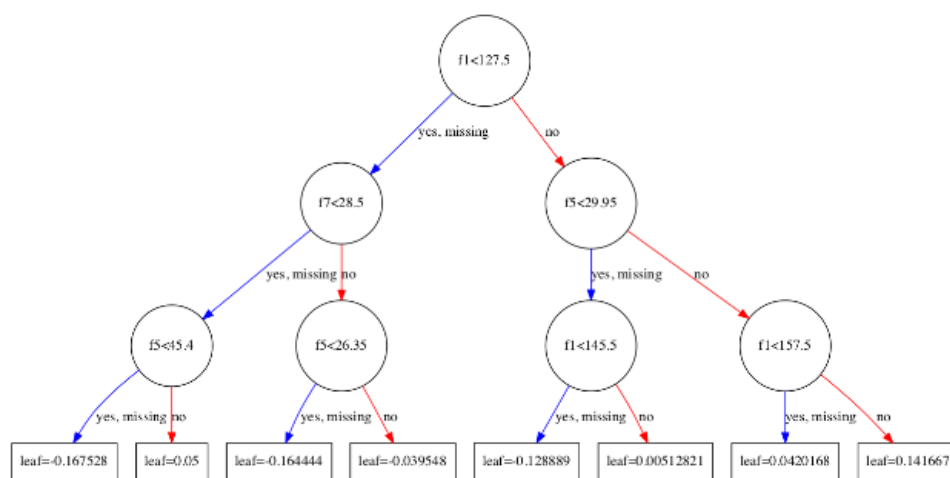 f1<127.5
yes, missing
no
f7<28.5
f5<29.95
yes, missing
no
yes, missing
no
f5<45.4
f5<26.35
f1<145.5
f1<157.5
yes, missing
no
yes, missing
no
yes, missing
no
yes, missing
no
leaf=-0.167528
leaf=0.05
leaf=-0.164444
leaf=-0.039548
leaf=-0.128889
leaf=0.00512821
leaf=0.0420168
leaf=0.141667